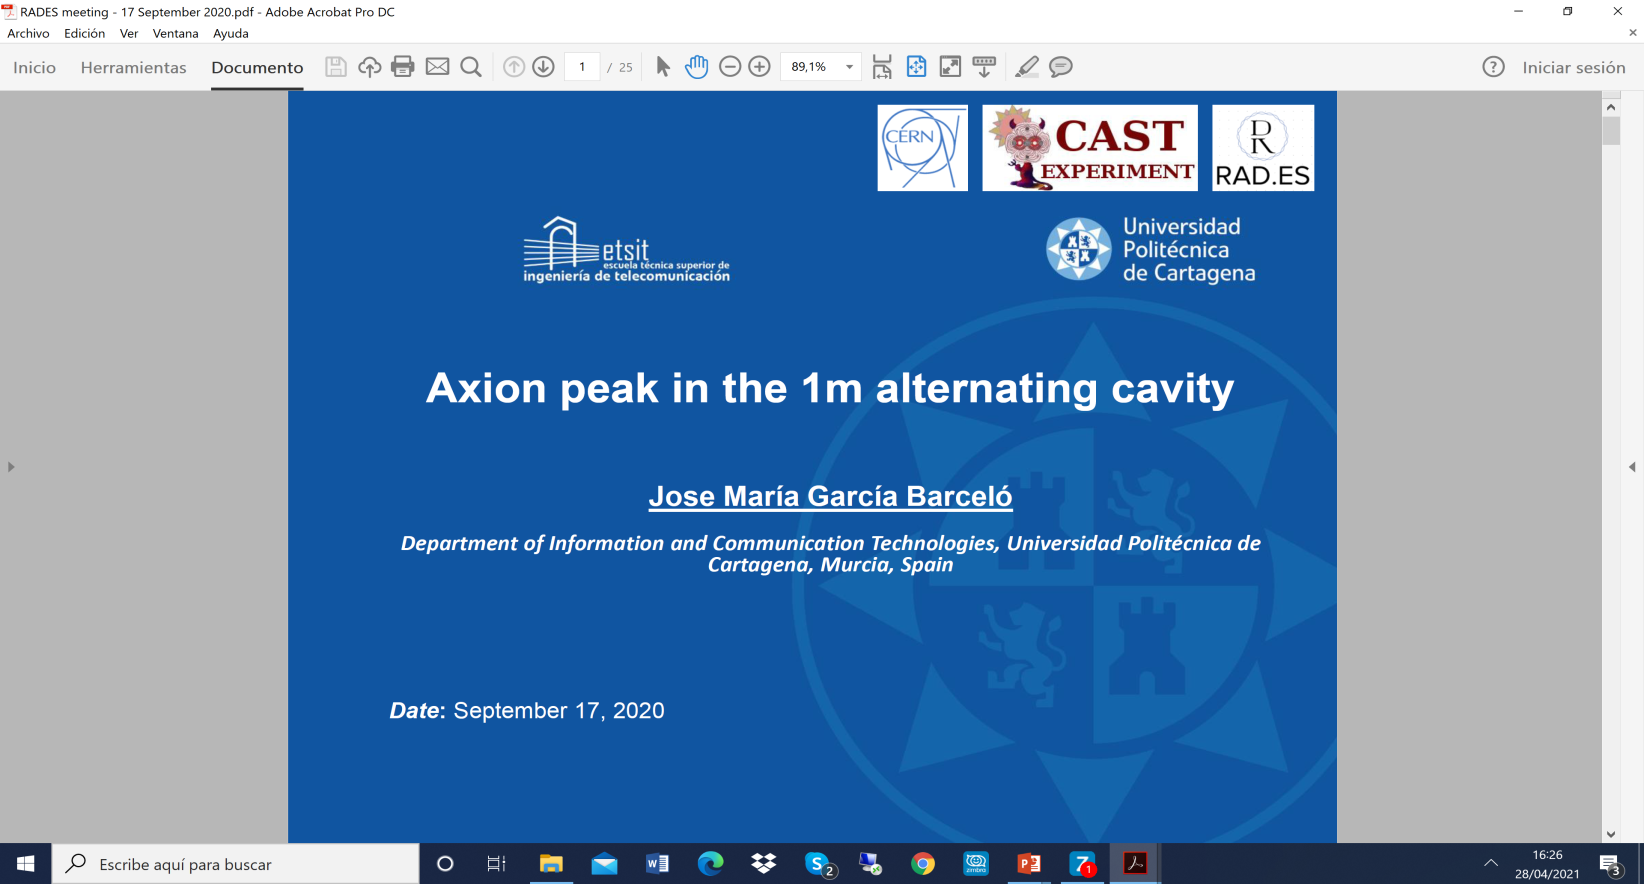 RADES meeting - 17 September 2020.pdf - Adobe Acrobat Pro DC
Archivo Edición Ver Ventana Ayuda
Inicio Herramientas Documento 1 / 25 89,1% Iniciar sesión
CERN
CAST
EXPERIMENT
R
RAD.ES
etsit
escuela técnica superior de
ingeniería de telecomunicación
Universidad
Politécnica
de Cartagena
Axion peak in the 1m alternating cavity
Jose María García Barceló
Department of Information and Communication Technologies, Universidad Politécnica de
Cartagena, Murcia, Spain
Date: September 17, 2020
Escribe aquí para buscar
2
zimbra
1
16:26
28/04/2021
3